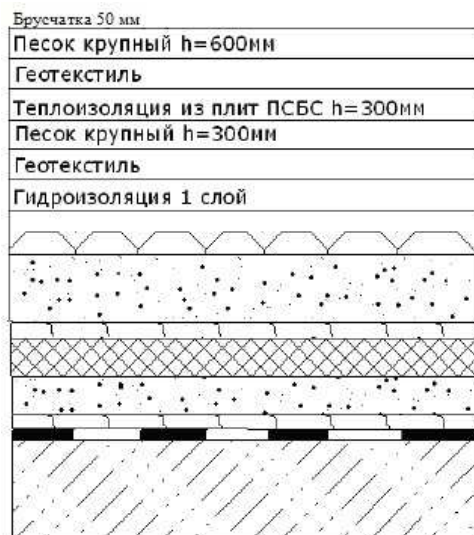 Брусчатка 50 мм
Песок крупный h=600мм
Геотекстиль
Теплоизоляция из плит ПСБС h=300мм
Песок крупный h=300мм
Геотекстиль
Гидроизоляция 1 слой